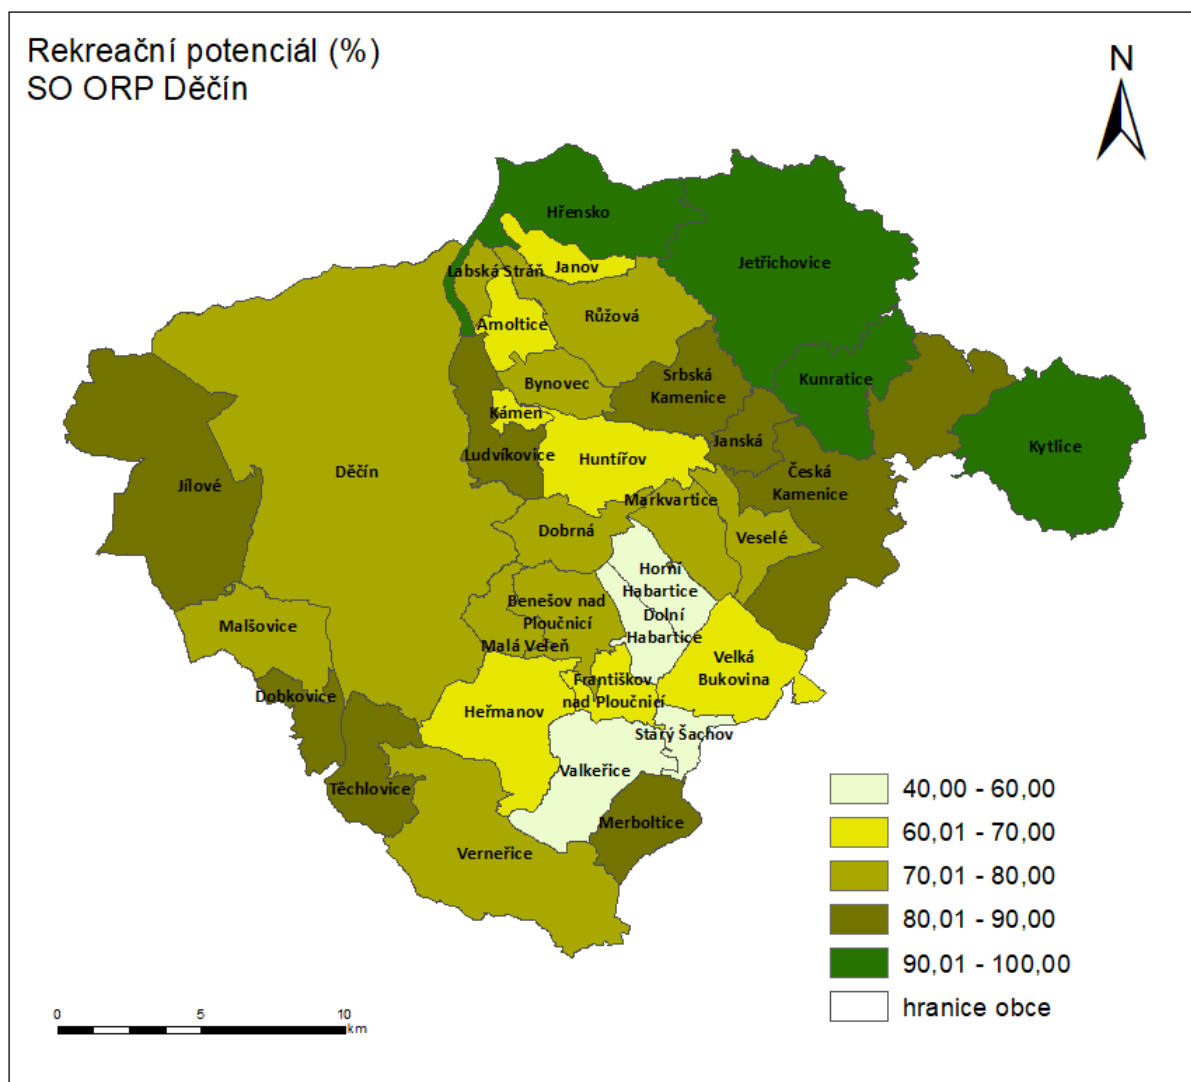 Rekreační potenciál (%)
SO ORP Děčín
N
Hřensko
Jetřichovice
Labská Stráň
Janov
Arnoltice
Růžová
Bynovec
Srbská
Kamenice
Kunratice
Kámen
Janská
Kytlice
Ludvíkovice
Huntířov
Děčín
Česká
Kamenice
Jílové
Markvartice
Dobrná
Veselé
Horní
Habartice
Benešov nad
Ploučnicí
Dolní
Habartice
Malšovice
Malá Veleň
Velká
Bukovina
Františkov
nad Ploučnicí
Dobkovice
Heřmanov
Starý Šachov
Valkeřice
Těchlovice
Merboltice
Verneřice
40,00 - 60,00
60,01 - 70,00
70,01 - 80,00
80,01 - 90,00
90,01 - 100,00
hranice obce
0 5 10
km